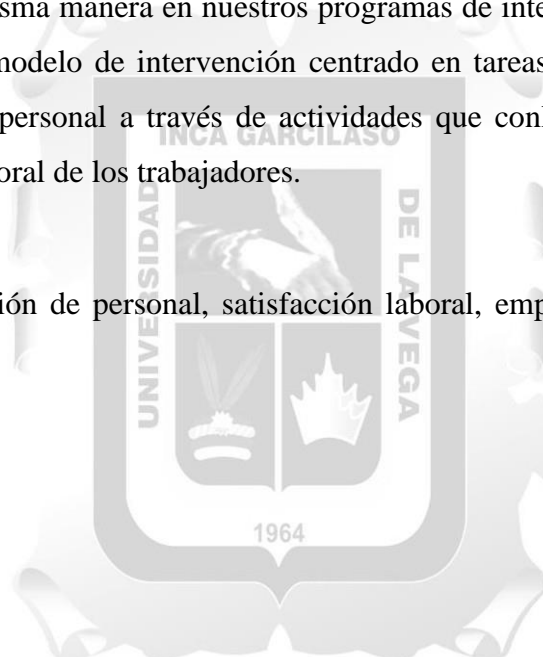 sma manera en nuestros programas de inte
modelo de intervención centrado en tareas
personal a través de actividades que con
oral de los trabajadores.
ión de personal, satisfacción laboral, emp
INCA GARCILASO
UNIVERSIDAD
DE LA VEGA
1964